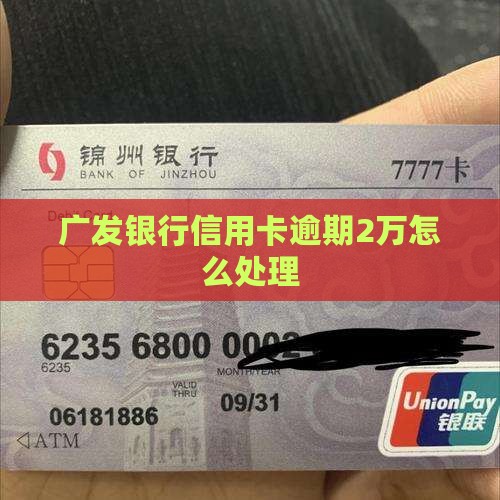 锦州银行
BANK OF JINZHOU
7777卡
广发银行信用卡逾期2万怎
么处理
6235 6800 0002
6235
MONTH/YEAR
VALID
THRU
09/31
06181886
ATM
UnionPay
银联